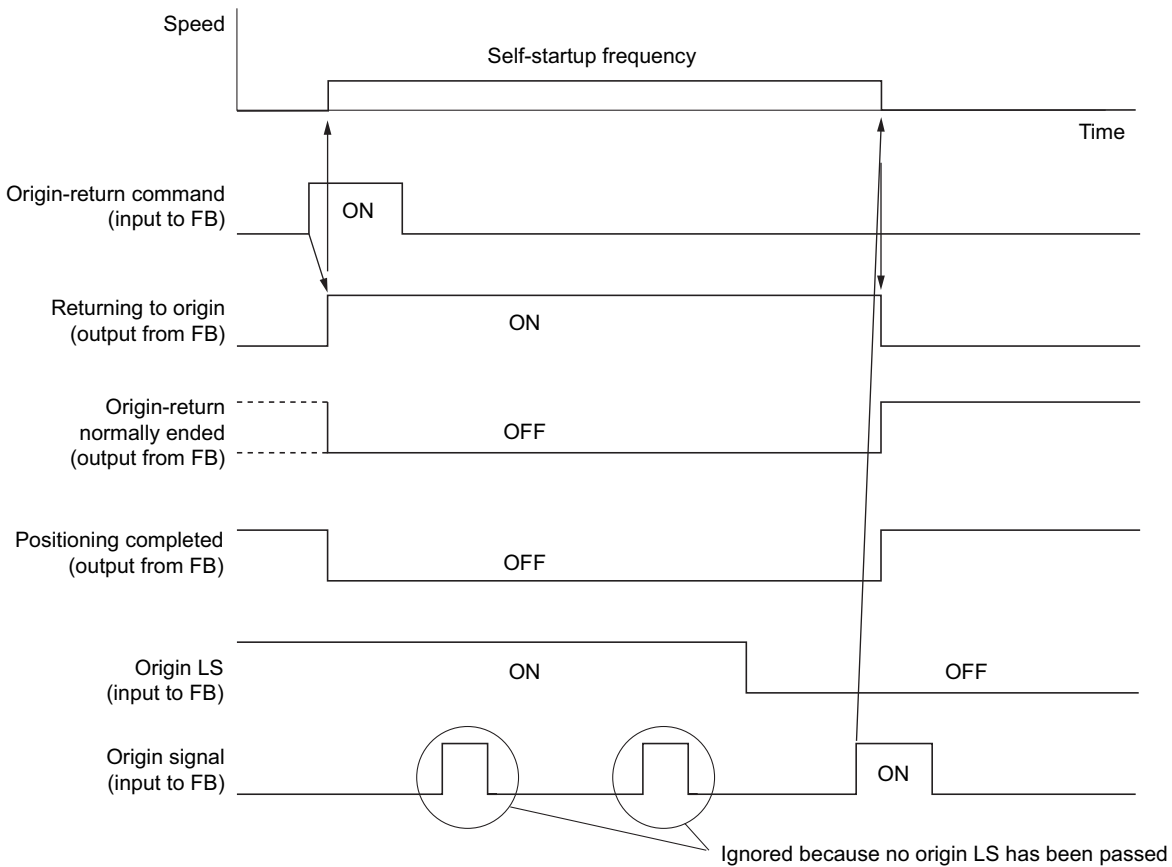 Speed
Self-startup frequency
Time
Origin-return command
(input to FB)
ON
Returning to origin
(output from FB)
ON
Origin-return
normally ended
(output from FB)
OFF
Positioning completed
(output from FB)
OFF
Origin LS
(input to FB)
ON
OFF
Origin signal
(input to FB)
ON
Ignored because no origin LS has been passed